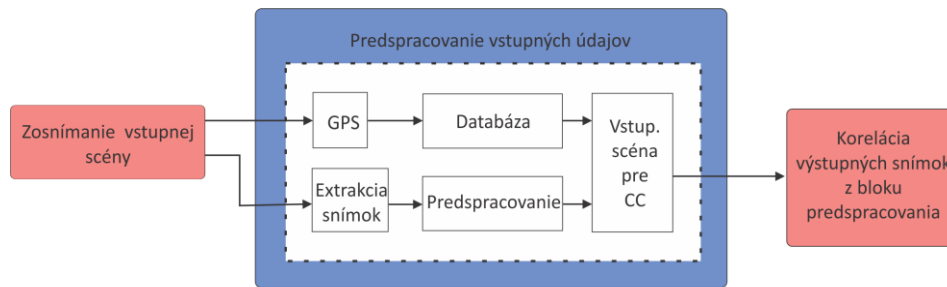 Predspracovanie vstupných údajov
Zosnímanie vstupnej
scény
GPS
Databáza
Extrakcia
snímok
Predspracovanie
Vstup.
scéna
pre
CC
Korelácia
výstupných snímok
z bloku
predspracovania